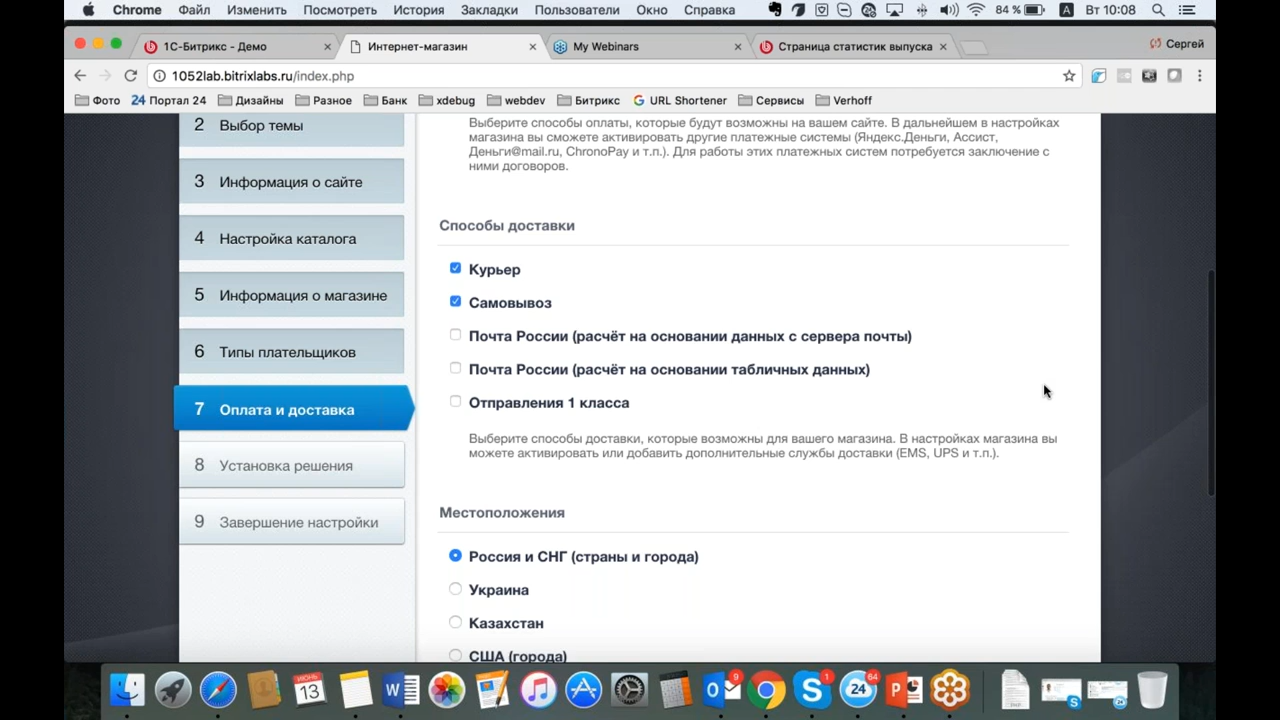 Chrome Файл Изменить Посмотреть История Закладки Пользователи Окно Справка 84 % A Вт 10:08
1С-Битрикс - Демо × Интернет-магазин × My Webinars × Страница статистик выпуска × Сергей
1052lab.bitrixlabs.ru/index.php
Фото 24 Портал 24 Дизайны Разное Банк xdebug webdev Битрикс G URL Shortener Сервисы Verhoff
2 Выбор темы
3 Информация о сайте
4 Настройка каталога
5 Информация о магазине
6 Типы плательщиков
7 Оплата и доставка
8 Установка решения
9 Завершение настройки
Выберите способы оплаты, которые будут возможны на вашем сайте. В дальнейшем в настройках
магазина вы сможете активировать другие платежные системы (Яндекс.Деньги, Ассист,
Деньги@mail.ru, ChronoPay и т.п.). Для работы этих платежных систем потребуется заключение с
ними договоров.
Способы доставки
Курьер
Самовывоз
Почта России (расчёт на основании данных с сервера почты)
Почта России (расчёт на основании табличных данных)
Отправления 1 класса
Выберите способы доставки, которые возможны для вашего магазина. В настройках магазина вы
можете активировать или добавить дополнительные службы доставки (EMS, UPS и т.п.).
Местоположения
Россия и СНГ (страны и города)
Украина
Казахстан
США (города)
ИЮНЬ
13
9
1
24
64